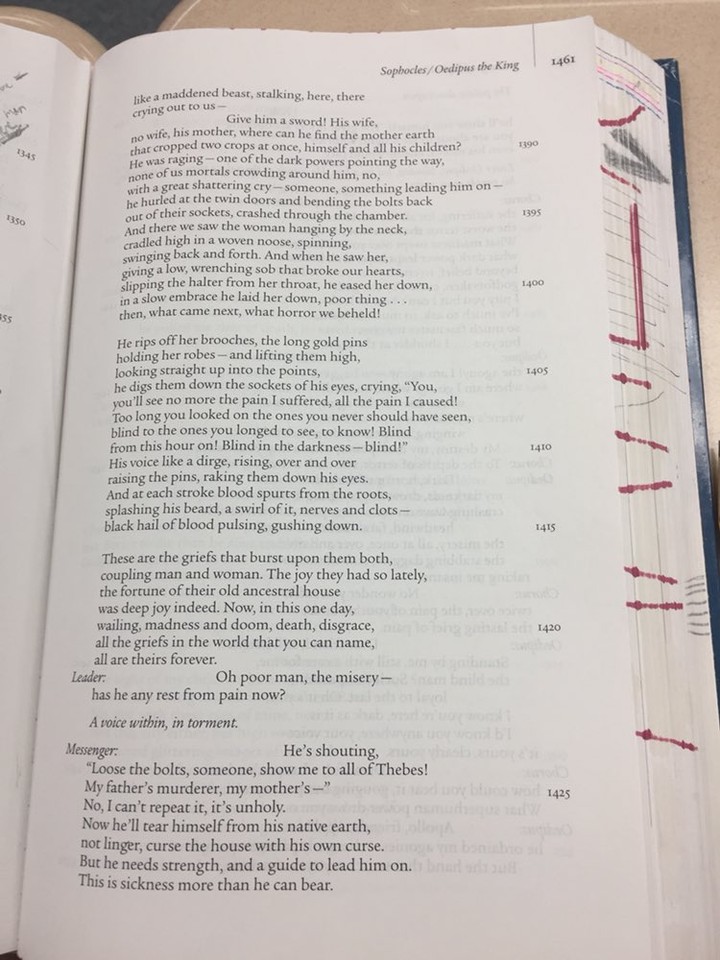 Sophocles/Oedipus the King 1461
like a maddened beast, stalking, here, there
crying out to us—
Give him a sword! His wife,
no wife, his mother, where can he find the mother earth
that cropped two crops at once, himself and all his children? 1390
He was raging—one of the dark powers pointing the way,
none of us mortals crowding around him, no,
with a great shattering cry—someone, something leading him on—
he hurled at the twin doors and bending the bolts back
out of their sockets, crashed through the chamber. 1395
And there we saw the woman hanging by the neck,
cradled high in a woven noose, spinning,
swinging back and forth. And when he saw her,
giving a low, wrenching sob that broke our hearts,
slipping the halter from her throat, he eased her down, 1400
in a slow embrace he laid her down, poor thing . . .
then, what came next, what horror we beheld!
He rips off her brooches, the long gold pins
holding her robes—and lifting them high,
looking straight up into the points, 1405
he digs them down the sockets of his eyes, crying, “You,
you'll see no more the pain I suffered, all the pain I caused!
Too long you looked on the ones you never should have seen,
blind to the ones you longed to see, to know! Blind
from this hour on! Blind in the darkness—blind!” 1410
His voice like a dirge, rising, over and over
raising the pins, raking them down his eyes.
And at each stroke blood spurts from the roots,
splashing his beard, a swirl of it, nerves and clots—
black hail of blood pulsing, gushing down. 1415
These are the griefs that burst upon them both,
coupling man and woman. The joy they had so lately,
the fortune of their old ancestral house
was deep joy indeed. Now, in this one day,
wailing, madness and doom, death, disgrace, 1420
all the griefs in the world that you can name,
all are theirs forever.
Leader: Oh poor man, the misery—
has he any rest from pain now?
A voice within, in torment.
Messenger: He's shouting,
“Loose the bolts, someone, show me to all of Thebes!
My father's murderer, my mother's—” 1425
No, I can't repeat it, it's unholy.
Now he'll tear himself from his native earth,
not linger, curse the house with his own curse.
But he needs strength, and a guide to lead him on.
This is sickness more than he can bear.
1345
1350